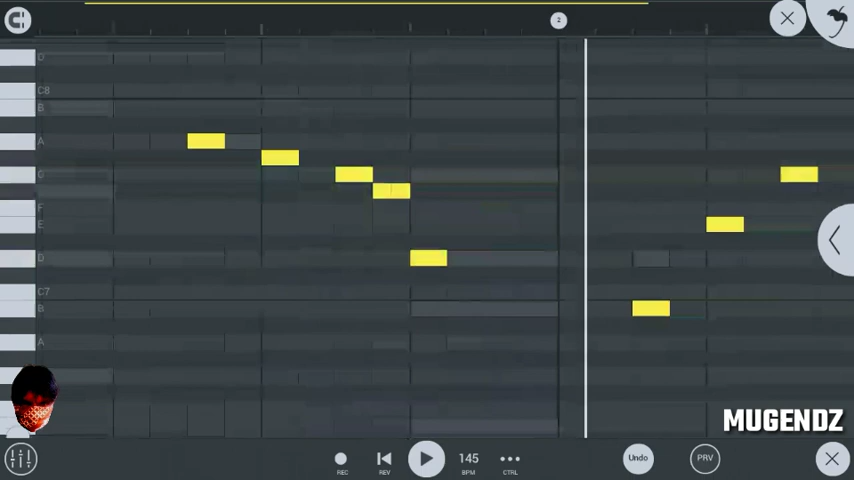 2
D
C8
B
A
G
F
E
D
C7
B
A
MUGENDZ
REC
REV
145
BPM
CTRL
Undo
PRV